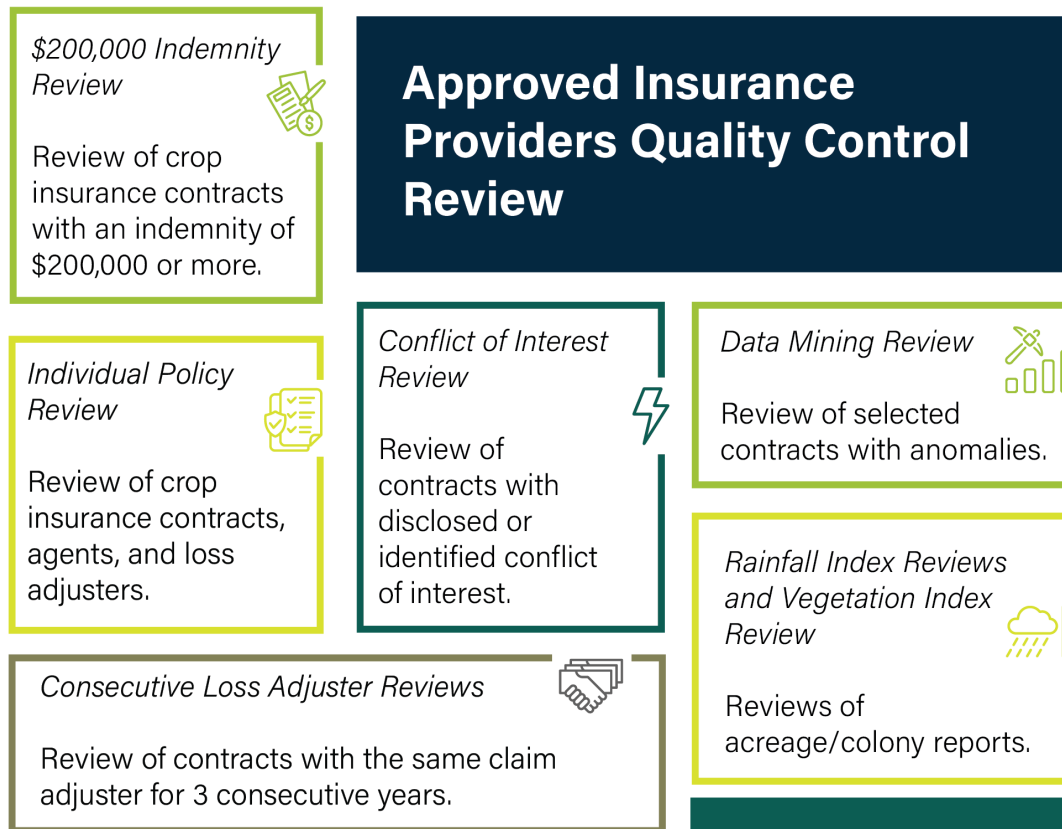 $200,000 Indemnity
Review
Review of crop
insurance contracts
with an indemnity of
$200,000 or more.
Approved Insurance
Providers Quality Control
Review
Individual Policy
Review
Review of crop
insurance contracts,
agents, and loss
adjusters.
Conflict of Interest
Review
Review of
contracts with
disclosed or
identified conflict
of interest.
Data Mining Review
Review of selected
contracts with anomalies.
Rainfall Index Reviews
and Vegetation Index
Review
Reviews of
acreage/colony reports.
Consecutive Loss Adjuster Reviews
Review of contracts with the same claim
adjuster for 3 consecutive years.